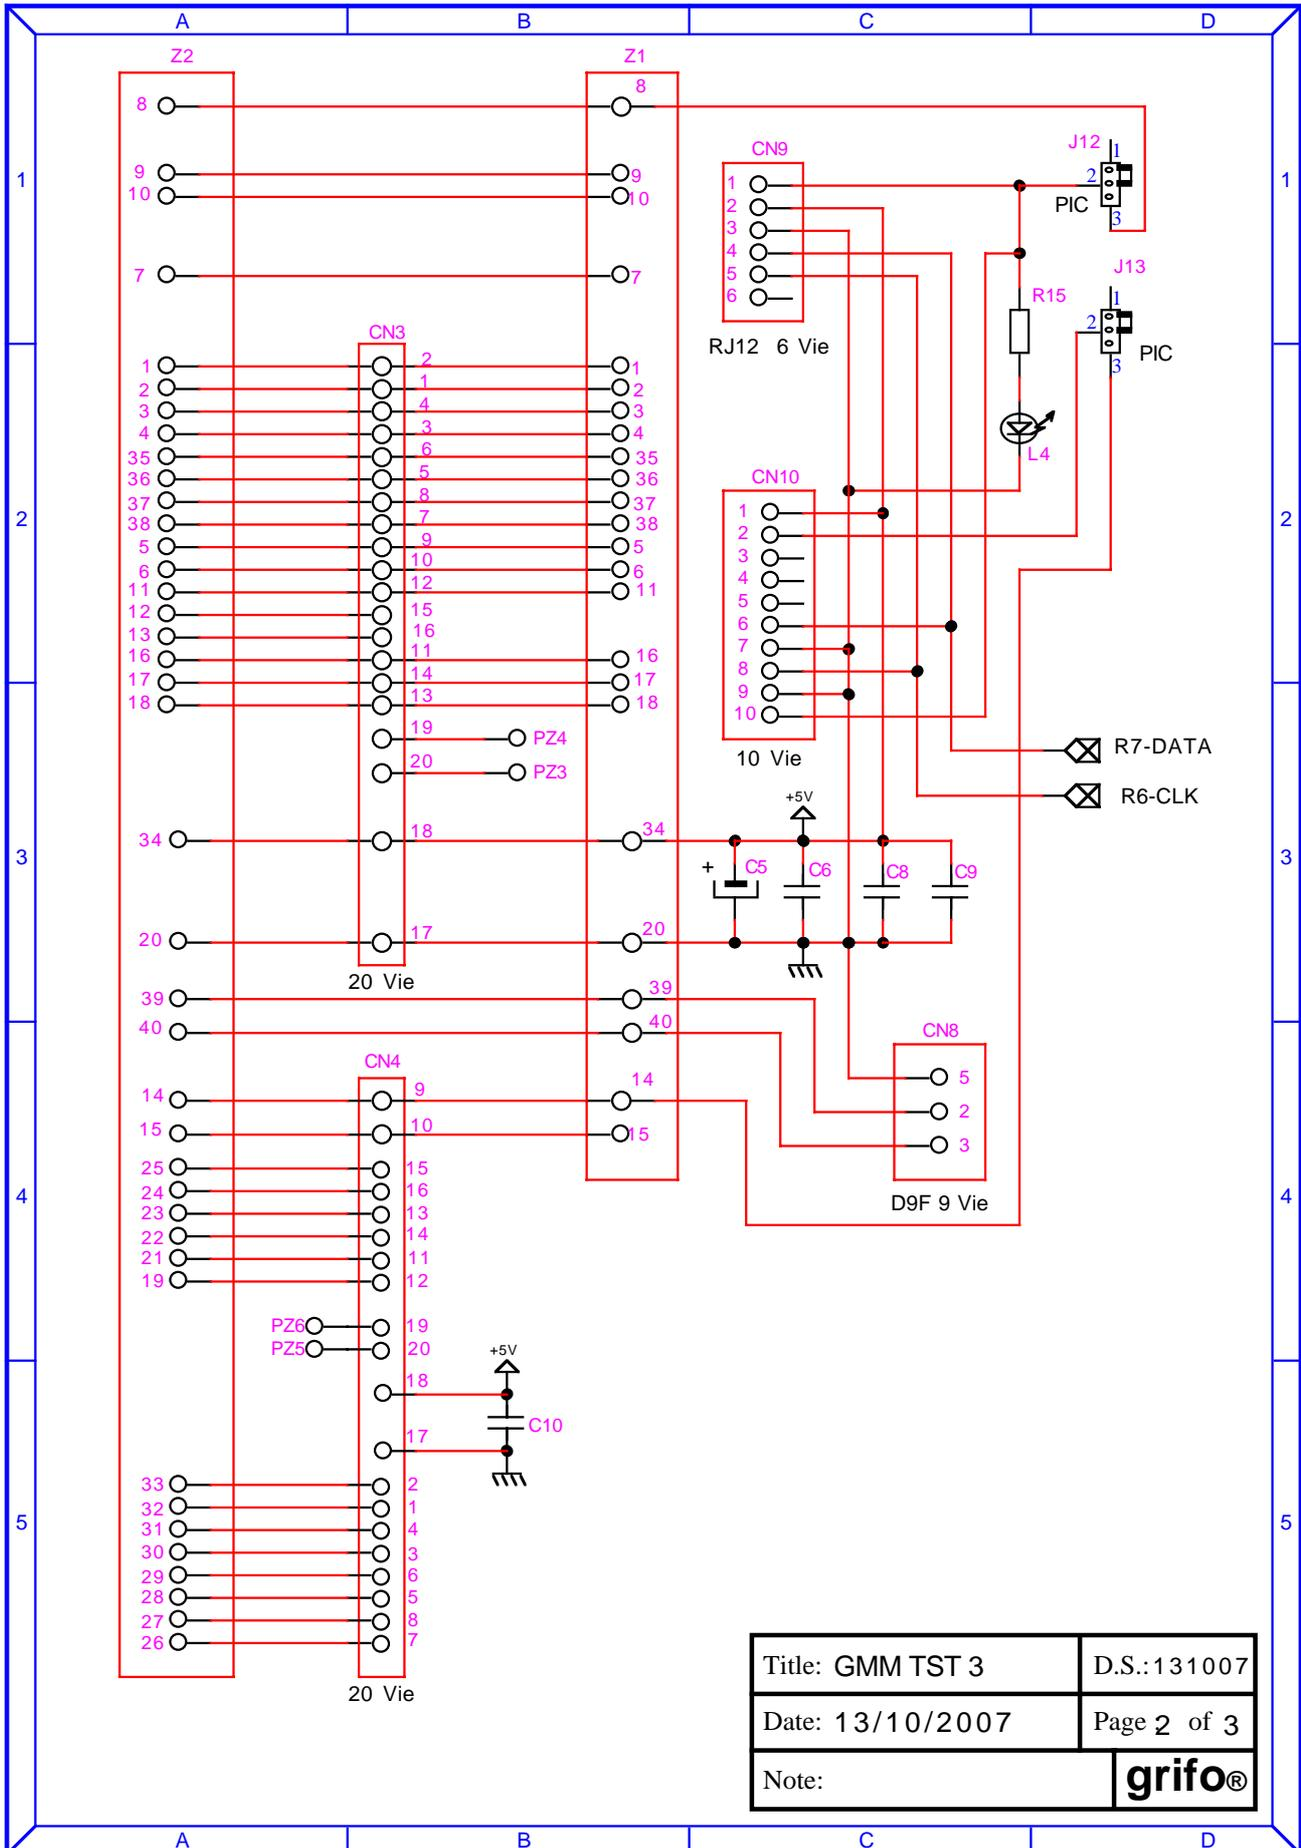 A B C D
Z2 Z1
8 8
J12
CN9
1
9 9
1 1 2 1
10 10
2 PIC
3 3
4
J13
7 7
5
1
6
R15
2
CN3
RJ12 6 Vie
PIC
1 2 1
3
2 1 2
3 4 3
4 3 4
35 6 35
L4
36 5 36
CN10
37 8 37
38 7 38
1
2 2
5 9 5
2
6 10 6
3
11 12 11
4
12 15
5
13 16
6
16 11 16
7
17 14 17
8
18 13 18
9
10
19 PZ4
R7-DATA
10 Vie
20 PZ3
R6-CLK
+5V
34 18 34
3 3
+ C5 C6 C8 C9
20 17 20
20 Vie
39 39
40 40
CN8
CN4
5
14 9 14
2
15 10 15
3
25 15
24 16
4 4
D9F 9 Vie
23 13
22 14
21 11
19 12
PZ6 19
PZ5 20
+5V
18
C10
17
33 2
32 1
31 4
5 5
30 3
29 6
28 5
27 8
26 7
20 Vie
Title: GMM TST 3 D.S.:131007
Date: 13/10/2007 Page : 2 of 3
Note: grifo®
A B C D